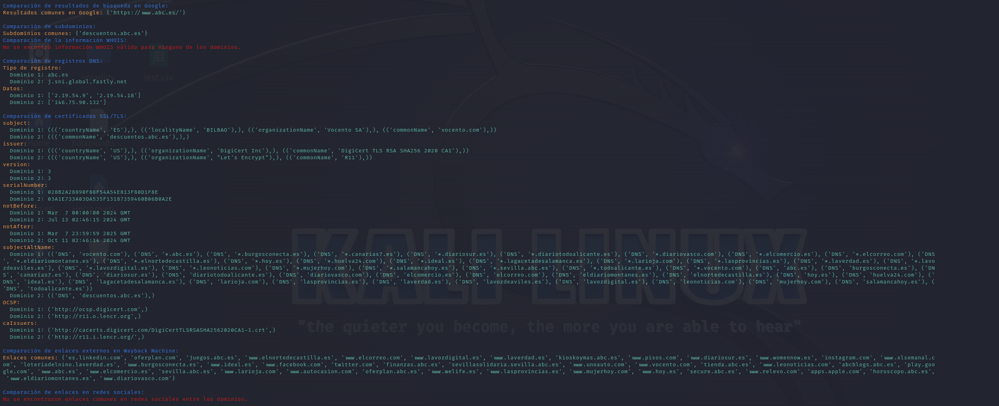 Comparación de resultados de búsqueda en Google:
Resultados comunes en Google: {'https://www.abc.es/'}
Comparación de subdominios:
Subdominios comunes: {'descuentos.abc.es'}
Comparación de la información WHOIS:
No se encontró información WHOIS válida para ninguno de los dominios.
Comparación de registros DNS:
Tipo de registro:
Dominio 1: abc.es
Dominio 2: j.sni.global.fastly.net
Datos:
Dominio 1: ['2.19.54.9', '2.19.54.18']
Dominio 2: ['146.75.90.132']
Comparación de certificados SSL/TLS:
subject:
Dominio 1: ((('countryName', 'ES'),), (('localityName', 'BILBAO'),), (('organizationName', 'Vocento SA'),), (('commonName', 'vocento.com'),))
Dominio 2: ((('commonName', 'descuentos.abc.es'),),)
issuer:
Dominio 1: ((('countryName', 'US'),), (('organizationName', 'DigiCert Inc'),), (('commonName', 'DigiCert TLS RSA SHA256 2020 CA1'),))
Dominio 2: ((('countryName', 'US'),), (('organizationName', "Let's Encrypt"),), (('commonName', 'R11'),))
version:
Dominio 1: 3
Dominio 2: 3
serialNumber:
Dominio 1: 028B2A28890F88F54A54E813F80D1F8E
Dominio 2: 03A1E733A03DA535F13187359460B06B0A2E
notBefore:
Dominio 1: Mar  7 00:00:00 2024 GMT
Dominio 2: Jul 13 02:46:15 2024 GMT
notAfter:
Dominio 1: Mar  7 23:59:59 2025 GMT
Dominio 2: Oct 11 02:46:14 2024 GMT
subjectAltName:
Dominio 1: (('DNS', 'vocento.com'), ('DNS', '*.abc.es'), ('DNS', '*.burgosconecta.es'), ('DNS', '*.canarias7.es'), ('DNS', '*.diariosur.es'), ('DNS', '*.diariotodoalicante.es'), ('DNS', '*.diariovasco.com'), ('DNS', '*.elcomercio.es'), ('DNS', '*.elcorreo.com'), ('DNS
', '*.eldiariomontanes.es'), ('DNS', '*.elnortedecastilla.es'), ('DNS', '*.hoy.es'), ('DNS', '*.huelva24.com'), ('DNS', '*.ideal.es'), ('DNS', '*.lagacetadesalamanca.es'), ('DNS', '*.larioja.com'), ('DNS', '*.lasprovincias.es'), ('DNS', '*.laverdad.es'), ('DNS', '*.lavo
zdeaviles.es'), ('DNS', '*.lavozdigital.es'), ('DNS', '*.leonoticias.com'), ('DNS', '*.mujerhoy.com'), ('DNS', '*.salamancahoy.es'), ('DNS', '*.sevilla.abc.es'), ('DNS', '*.todoalicante.es'), ('DNS', '*.vocento.com'), ('DNS', 'abc.es'), ('DNS', 'burgosconecta.es'), ('DN
S', 'canarias7.es'), ('DNS', 'diariosur.es'), ('DNS', 'diariotodoalicante.es'), ('DNS', 'diariovasco.com'), ('DNS', 'elcomercio.es'), ('DNS', 'elcorreo.com'), ('DNS', 'eldiariomontanes.es'), ('DNS', 'elnortedecastilla.es'), ('DNS', 'hoy.es'), ('DNS', 'huelva24.com'), ('
DNS', 'ideal.es'), ('DNS', 'lagacetadesalamanca.es'), ('DNS', 'larioja.com'), ('DNS', 'lasprovincias.es'), ('DNS', 'laverdad.es'), ('DNS', 'lavozdeaviles.es'), ('DNS', 'lavozdigital.es'), ('DNS', 'leonoticias.com'), ('DNS', 'mujerhoy.com'), ('DNS', 'salamancahoy.es'), (
'DNS', 'todoalicante.es'))
Dominio 2: (('DNS', 'descuentos.abc.es'),)
OCSP:
Dominio 1: ('http://ocsp.digicert.com',)
Dominio 2: ('http://r11.o.lencr.org',)
caIssuers:
Dominio 1: ('http://cacerts.digicert.com/DigiCertTLSRSASHA2562020CA1-1.crt',)
Dominio 2: ('http://r11.i.lencr.org/',)
Comparación de enlaces externos en Wayback Machine:
Enlaces comunes: {'es.linkedin.com', 'oferplan.com', 'juegos.abc.es', 'www.elnortedecastilla.es', 'www.elcorreo.com', 'www.lavozdigital.es', 'www.laverdad.es', 'kioskoymas.abc.es', 'www.pisos.com', 'www.diariosur.es', 'www.womennow.es', 'instagram.com', 'www.xlsemanal.c
om', 'loteriadelnino.laverdad.es', 'www.burgosconecta.es', 'www.ideal.es', 'www.facebook.com', 'twitter.com', 'finanzas.abc.es', 'sevillasolidaria.sevilla.abc.es', 'www.unoauto.com', 'www.vocento.com', 'tienda.abc.es', 'www.leonoticias.com', 'abcblogs.abc.es', 'play.goo
gle.com', 'www.abc.es', 'www.elcomercio.es', 'sevilla.abc.es', 'www.larioja.com', 'www.autocasion.com', 'oferplan.abc.es', 'www.welife.es', 'www.lasprovincias.es', 'www.mujerhoy.com', 'www.hoy.es', 'secure.abc.es', 'www.relevo.com', 'apps.apple.com', 'horoscopo.abc.es',
'www.eldiariomontanes.es', 'www.diariovasco.com'}
Comparación de enlaces en redes sociales:
No se encontraron enlaces comunes en redes sociales entre los dominios.
volatility
test.csv
Home
KALI LINUX
"the quieter you become, the more you are able to hear"